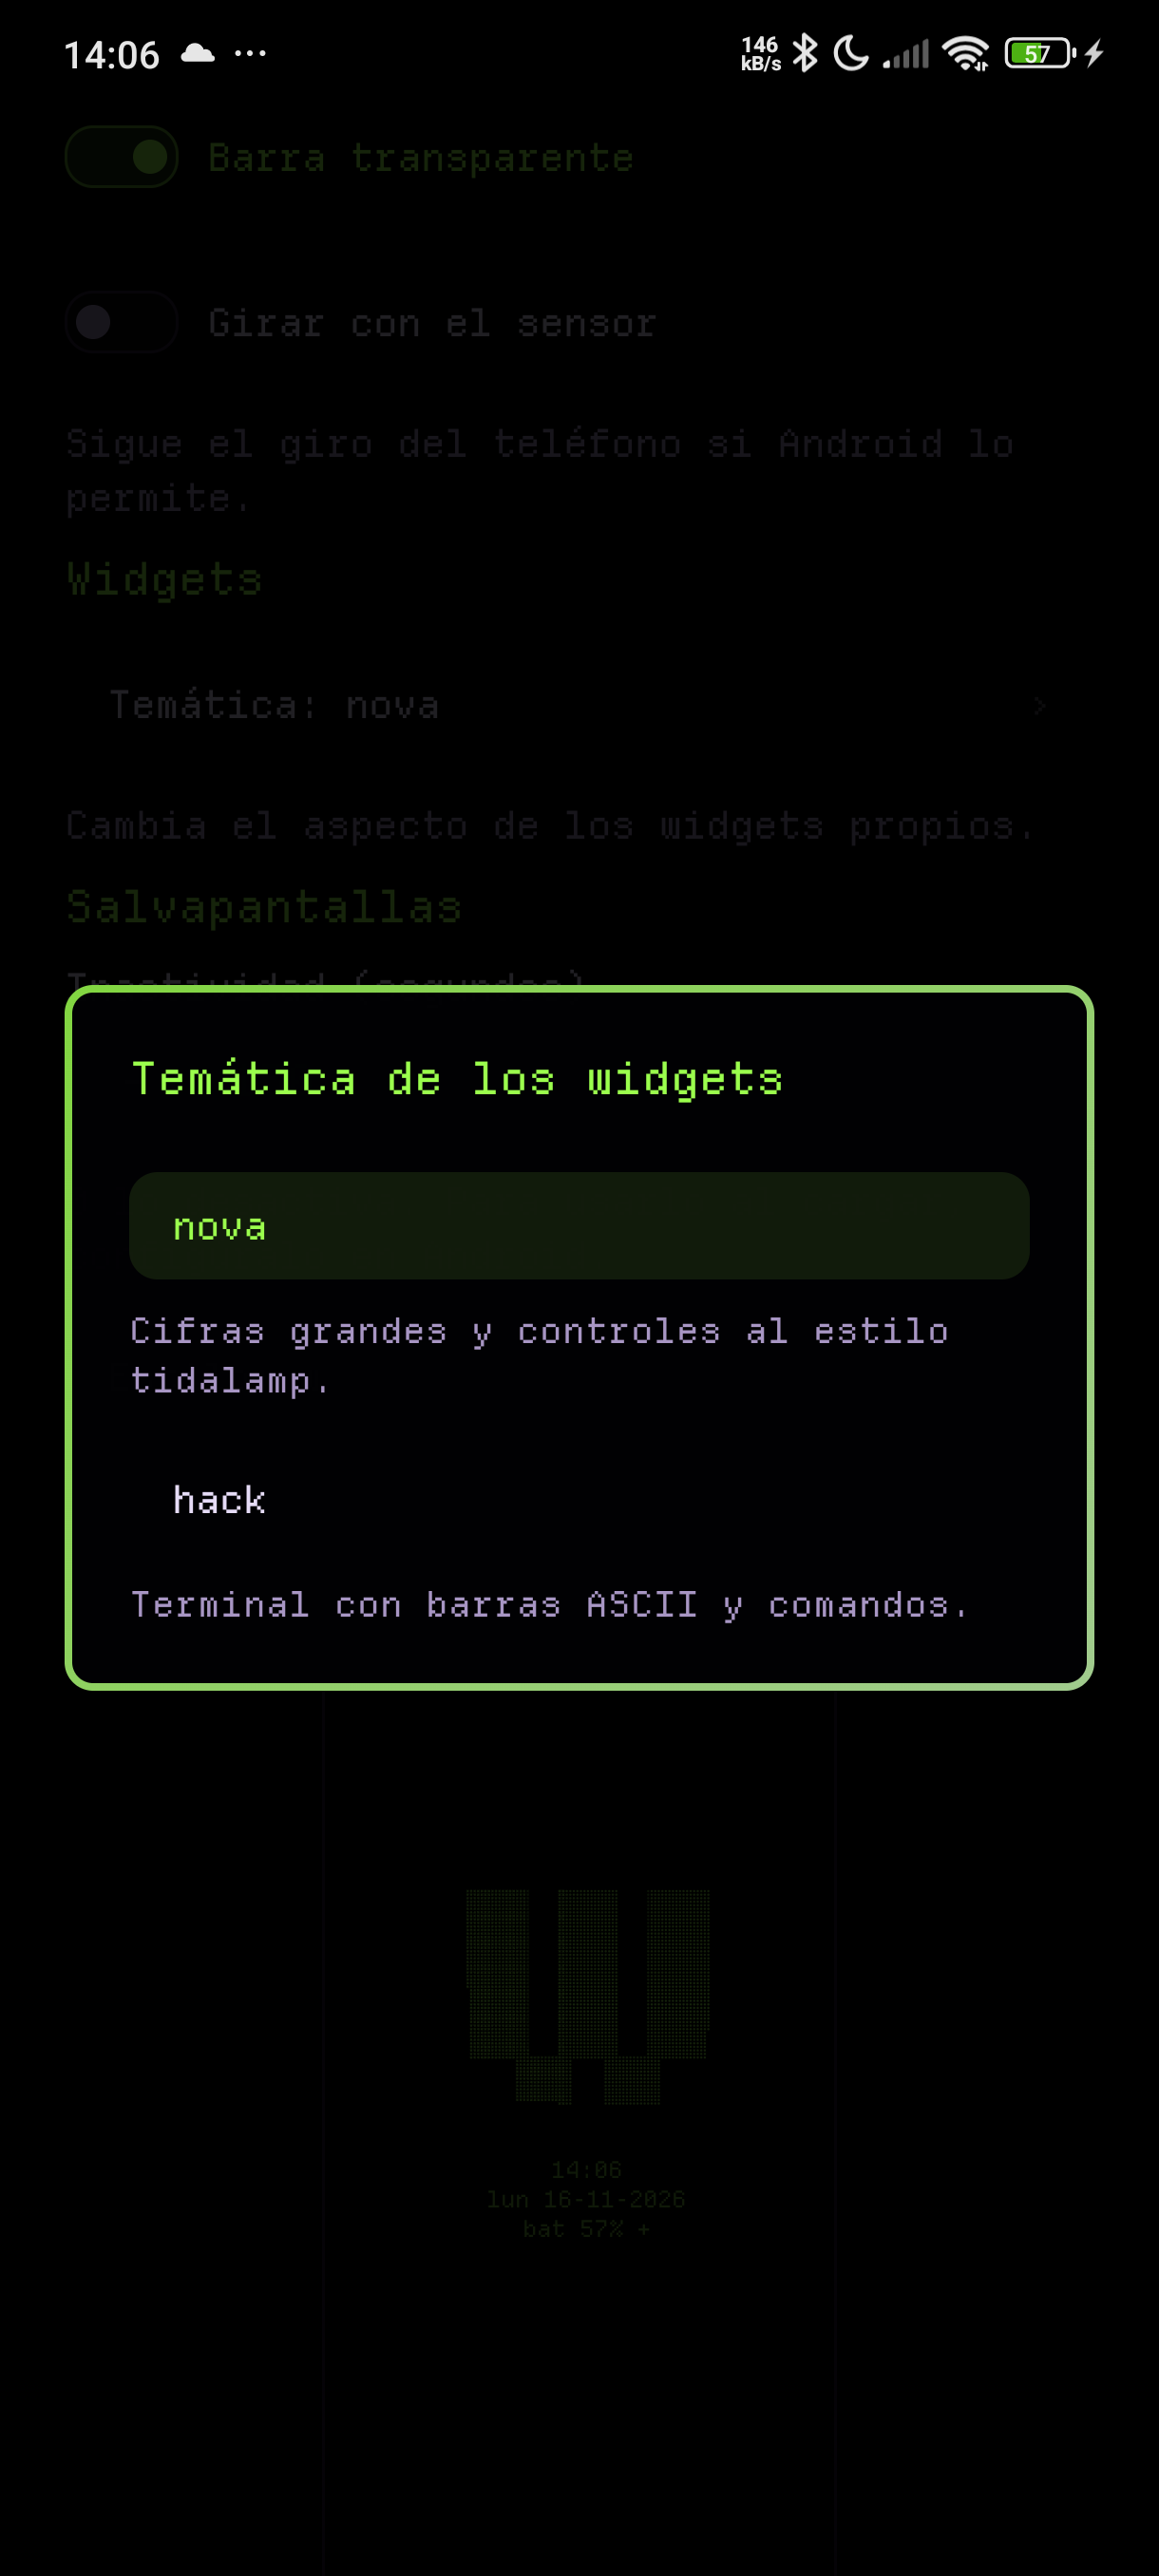 14:06
146
kB/s
57
Barra transparente
Girar con el sensor
Sigue el giro del teléfono si Android lo
permite.
Widgets
Temática: nova
Cambia el aspecto de los widgets propios.
Salvapantallas
Inactividad (segundos)
Temática de los widgets
nova
Cifras grandes y controles al estilo
tidalamp.
hack
Terminal con barras ASCII y comandos.
14:06
lun 16-11-2026
bat 57% +